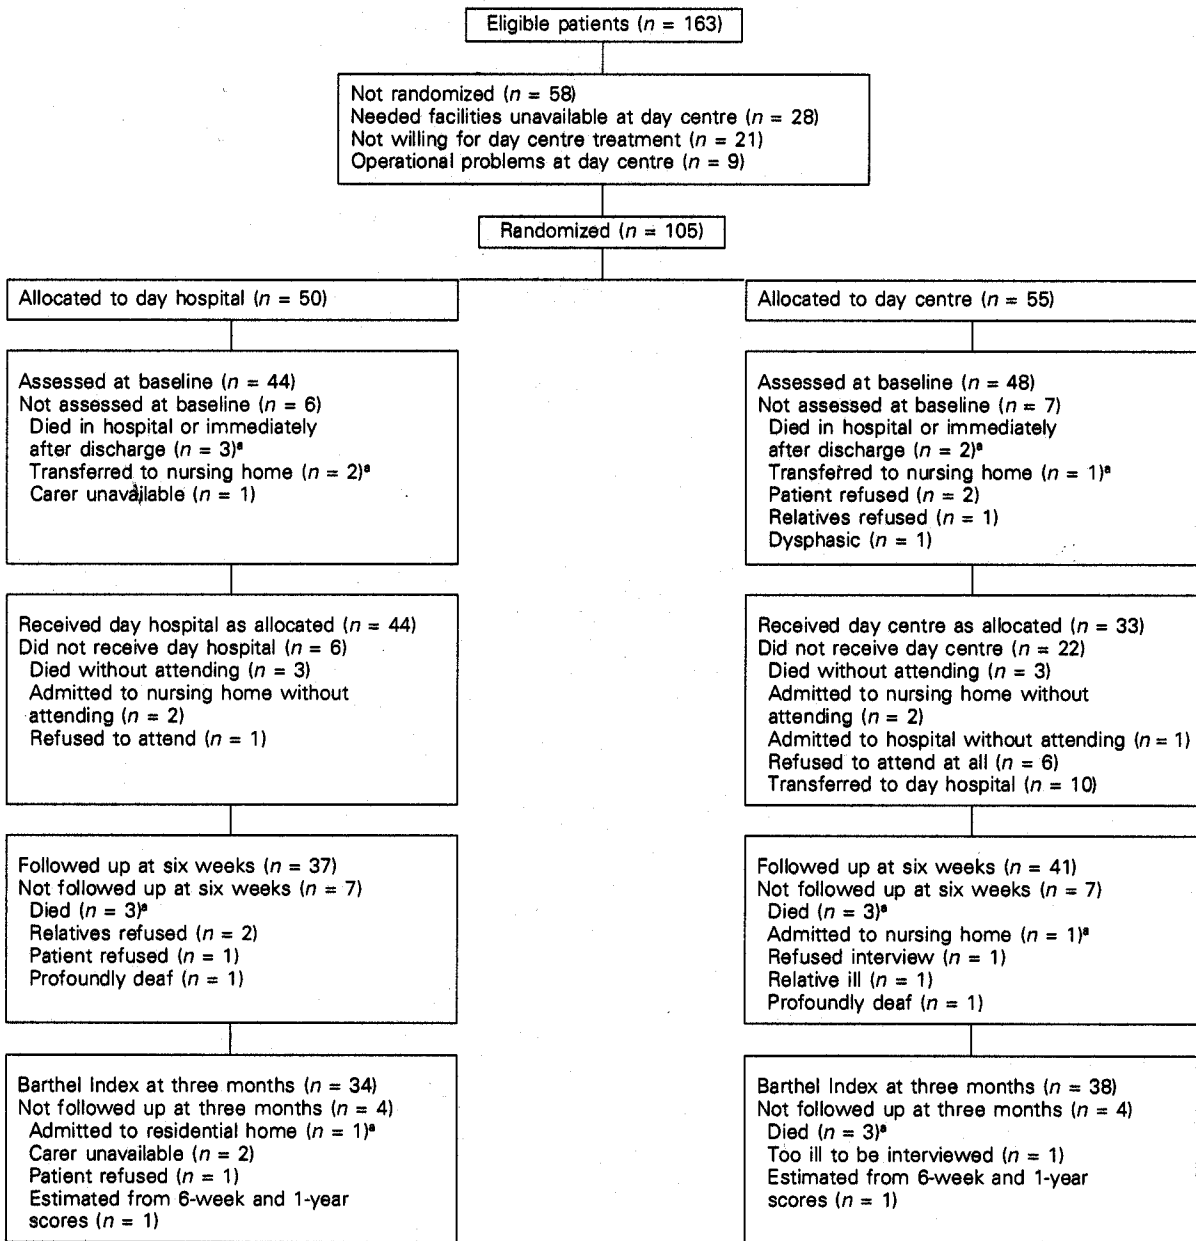 Eligible patients (n = 163)
Not randomized (n = 58)
Needed facilities unavailable at day centre (n = 28)
Not willing for day centre treatment (n = 21)
Operational problems at day centre (n = 9)
Randomized (n = 105)
Allocated to day hospital (n = 50)
Assessed at baseline (n = 44)
Not assessed at baseline (n = 6)
Died in hospital or immediately
after discharge (n = 3)ª
Transferred to nursing home (n = 2)ª
Carer unavailable (n = 1)
Received day hospital as allocated (n = 44)
Did not receive day hospital (n = 6)
Died without attending (n = 3)
Admitted to nursing home without
attending (n = 2)
Refused to attend (n = 1)
Followed up at six weeks (n = 37)
Not followed up at six weeks (n = 7)
Died (n = 3)ª
Relatives refused (n = 2)
Patient refused (n = 1)
Profoundly deaf (n = 1)
Barthel Index at three months (n = 34)
Not followed up at three months (n = 4)
Admitted to residential home (n = 1)ª
Carer unavailable (n = 2)
Patient refused (n = 1)
Estimated from 6-week and 1-year
scores (n = 1)
Allocated to day centre (n = 55)
Assessed at baseline (n = 48)
Not assessed at baseline (n = 7)
Died in hospital or immediately
after discharge (n = 2)ª
Transferred to nursing home (n = 1)ª
Patient refused (n = 2)
Relatives refused (n = 1)
Dysphasic (n = 1)
Received day centre as allocated (n = 33)
Did not receive day centre (n = 22)
Died without attending (n = 3)
Admitted to nursing home without
attending (n = 2)
Admitted to hospital without attending (n = 1)
Refused to attend at all (n = 6)
Transferred to day hospital (n = 10)
Followed up at six weeks (n = 41)
Not followed up at six weeks (n = 7)
Died (n = 3)ª
Admitted to nursing home (n = 1)ª
Refused interview (n = 1)
Relative ill (n = 1)
Profoundly deaf (n = 1)
Barthel Index at three months (n = 38)
Not followed up at three months (n = 4)
Died (n = 3)ª
Too ill to be interviewed (n = 1)
Estimated from 6-week and 1-year
scores (n = 1)